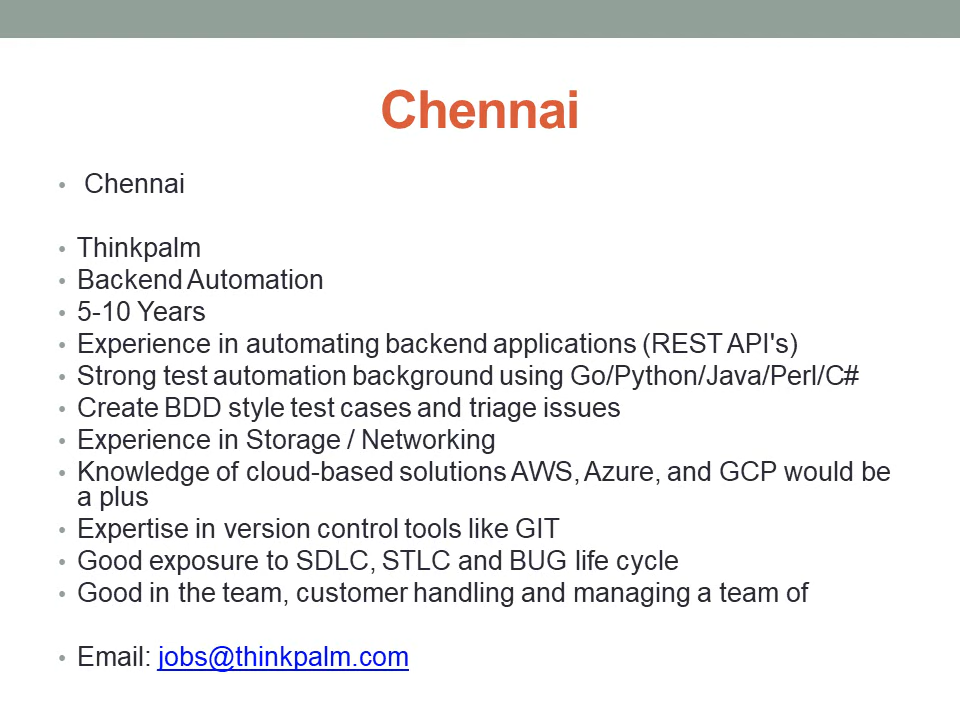 Chennai
• Chennai
• Thinkpalm
• Backend Automation
• 5-10 Years
• Experience in automating backend applications (REST API's)
• Strong test automation background using Go/Python/Java/Perl/C#
• Create BDD style test cases and triage issues
• Experience in Storage / Networking
• Knowledge of cloud-based solutions AWS, Azure, and GCP would be
a plus
• Expertise in version control tools like GIT
• Good exposure to SDLC, STLC and BUG life cycle
• Good in the team, customer handling and managing a team of
• Email: jobs@thinkpalm.com